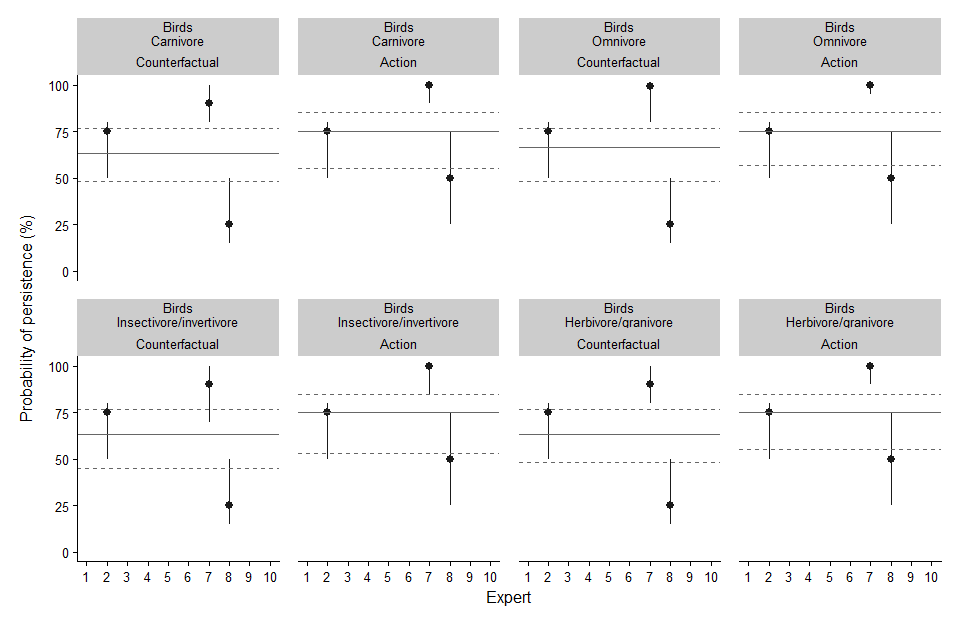 Birds
Carnivore
Counterfactual
Birds
Carnivore
Action
Birds
Omnivore
Counterfactual
Birds
Omnivore
Action
100
75
50
25
0
Probability of persistence (%)
Birds
Insectivore/invertivore
Counterfactual
Birds
Insectivore/invertivore
Action
Birds
Herbivore/granivore
Counterfactual
Birds
Herbivore/granivore
Action
100
75
50
25
0
1 2 3 4 5 6 7 8 9 10
1 2 3 4 5 6 7 8 9 10
1 2 3 4 5 6 7 8 9 10
1 2 3 4 5 6 7 8 9 10
Expert